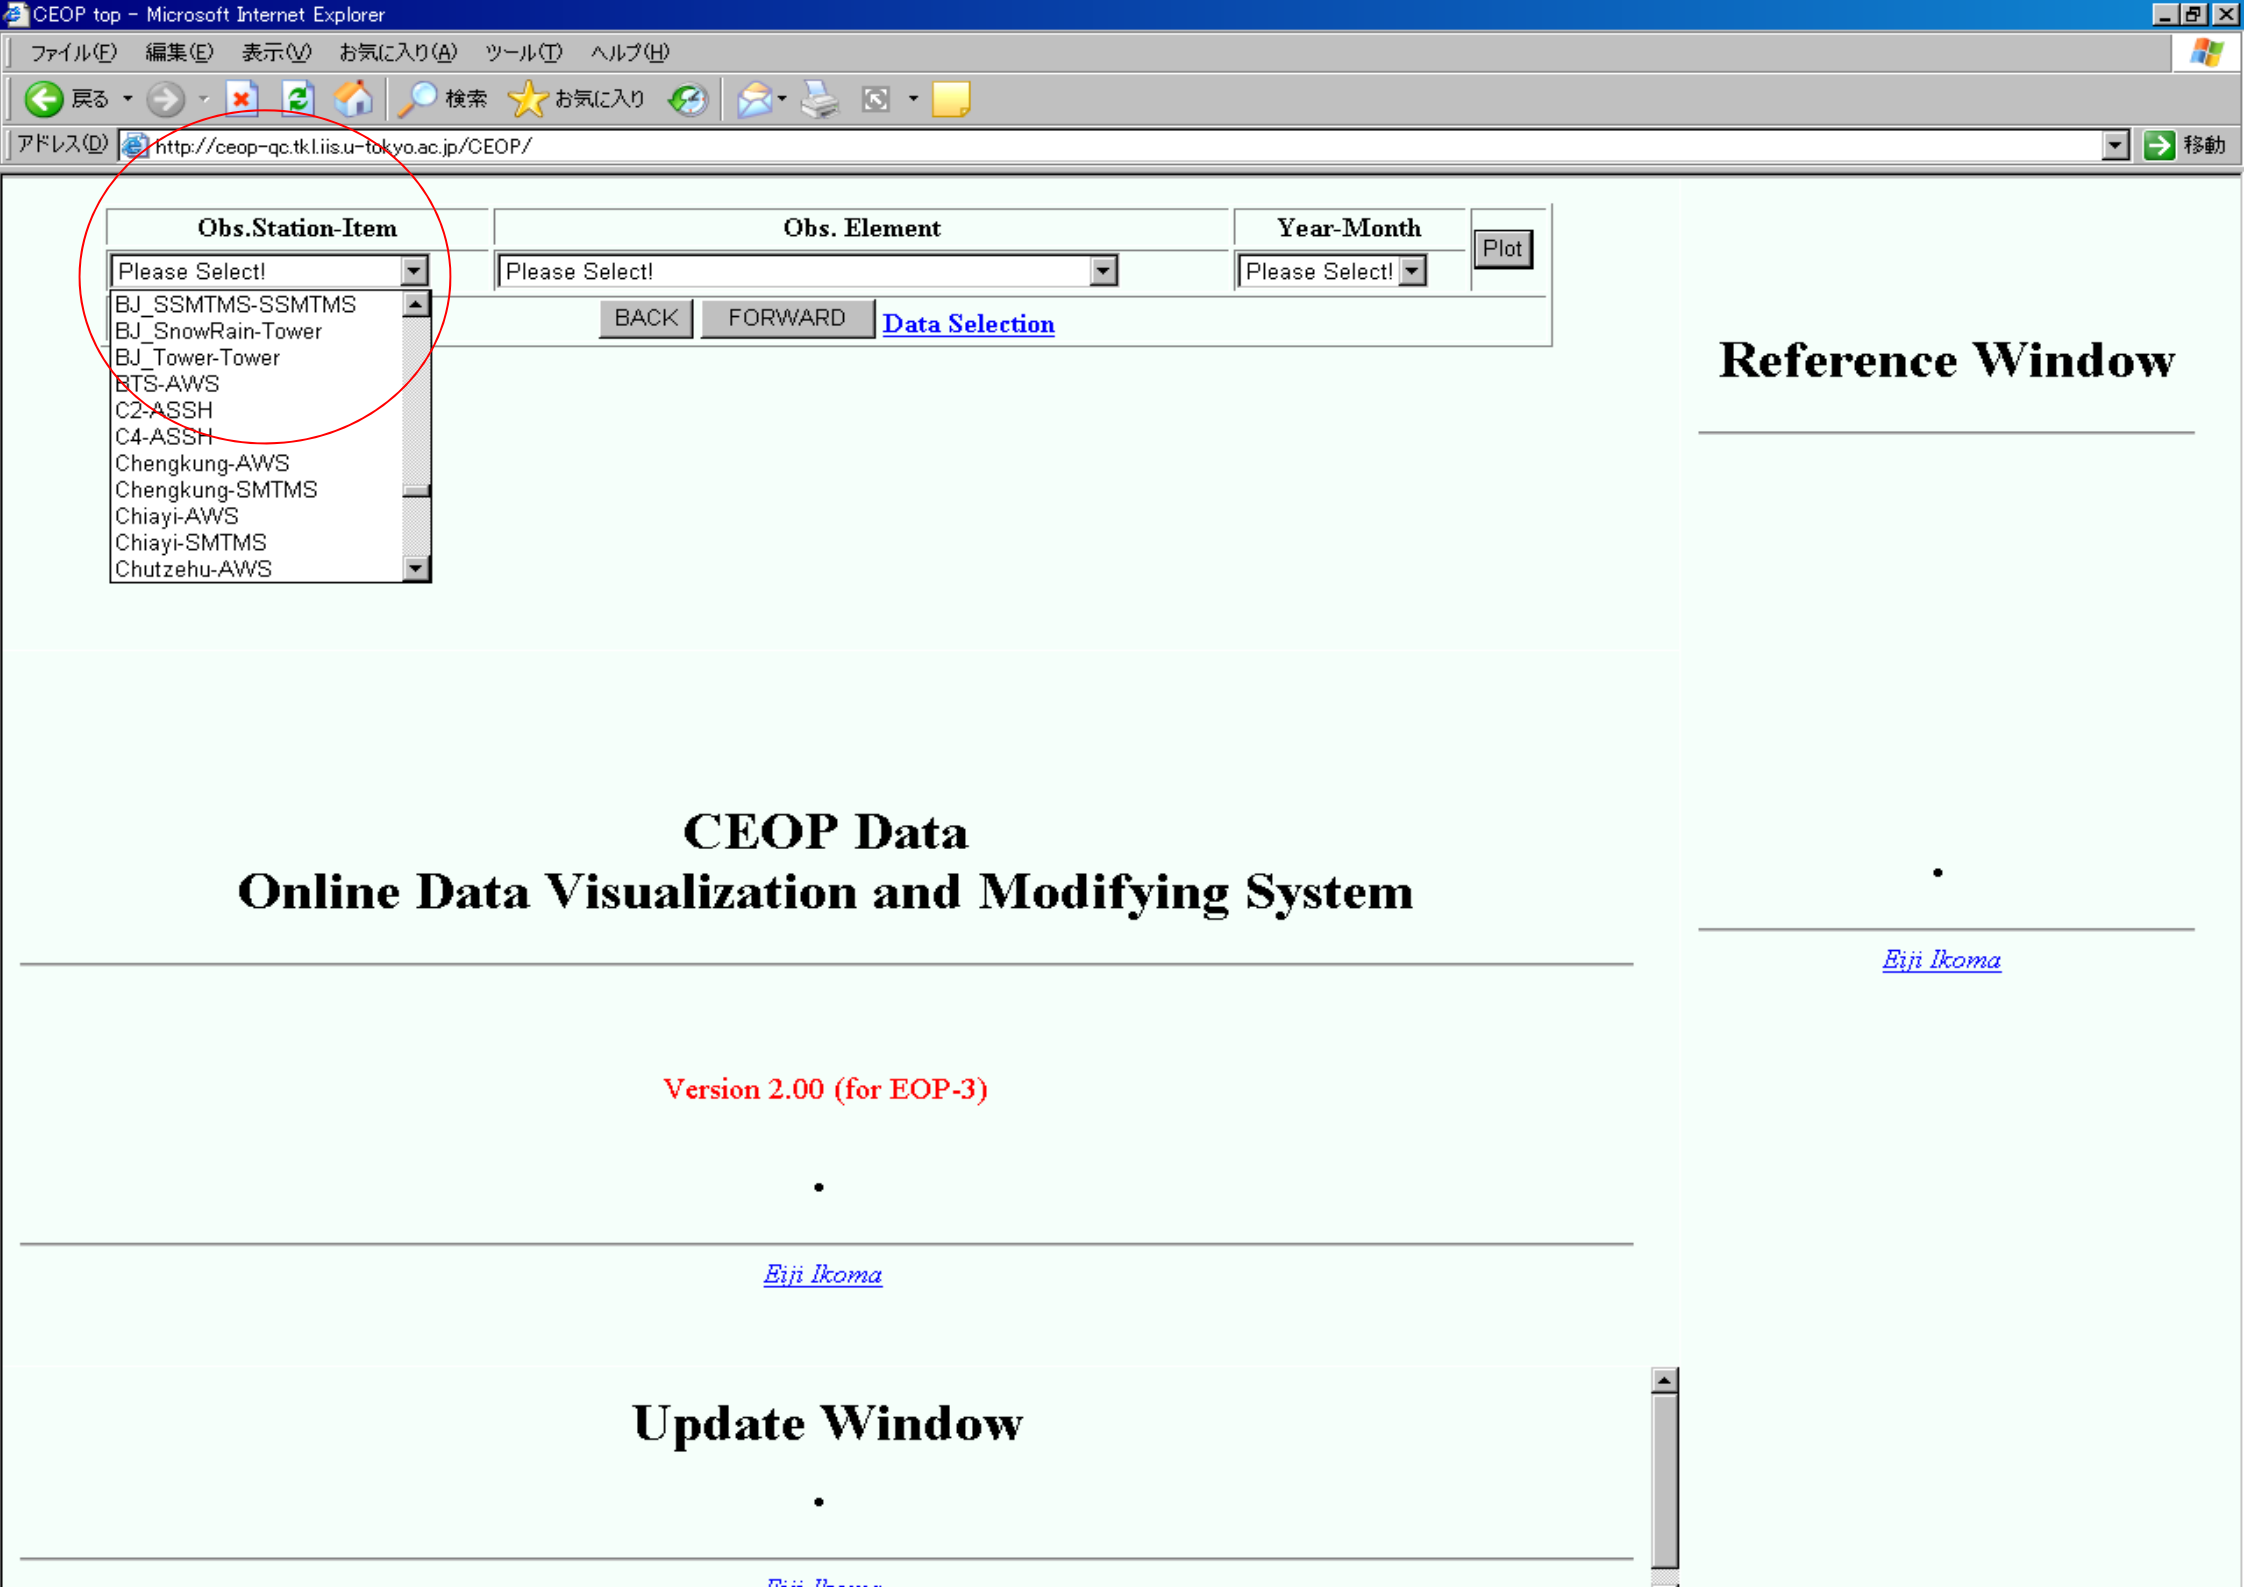 CEOP top - Microsoft Internet Explorer
ファイル(F) 編集(E) 表示(V) お気に入り(A) ツール(T) ヘルプ(H)
戻る 検索 お気に入り
アドレス(D) http://ceop-qc.tkl.iis.u-tokyo.ac.jp/CEOP/ 移動
Obs.Station-Item Obs. Element Year-Month Plot
Please Select! Please Select! Please Select!
BACK FORWARD Data Selection
BJ_SSMTMS-SSMTMS
BJ_SnowRain-Tower
BJ_Tower-Tower
BTS-AWS
C2-ASSH
C4-ASSH
Chengkung-AWS
Chengkung-SMTMS
Chiayi-AWS
Chiayi-SMTMS
Chutzehu-AWS
Reference Window
Eiji Ikoma
CEOP Data
Online Data Visualization and Modifying System
Version 2.00 (for EOP-3)
Eiji Ikoma
Update Window